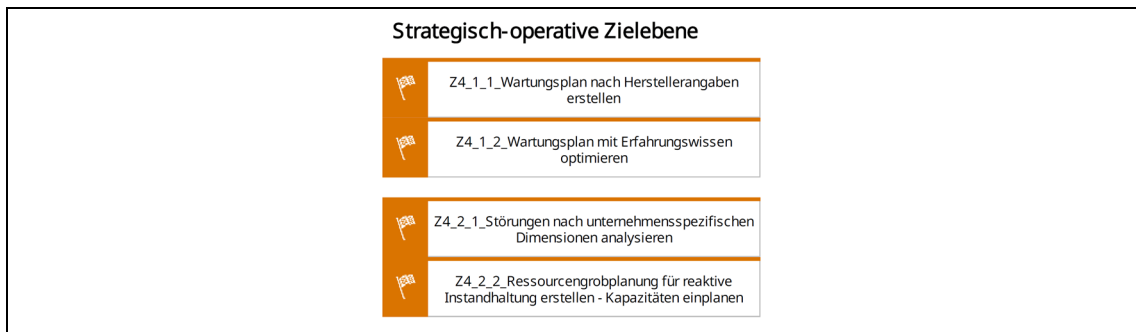 Strategisch-operative Zielebene
Z4_1_1_Wartungsplan nach Herstellerangaben
erstellen
Z4_1_2_Wartungsplan mit Erfahrungswissen
optimieren
Z4_2_1_Störungen nach unternehmensspezifischen
Dimensionen analysieren
Z4_2_2_Ressourcengrobplanung für reaktive
Instandhaltung erstellen - Kapazitäten einplanen